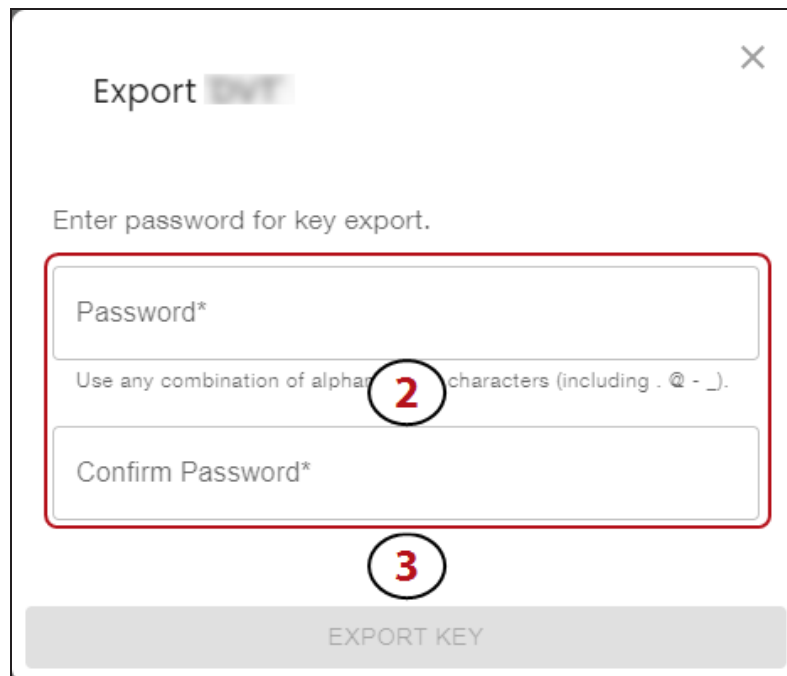 Export
Enter password for key export.
Password*
Use any combination of characters (including . @ - _).
2
Confirm Password*
3
EXPORT KEY